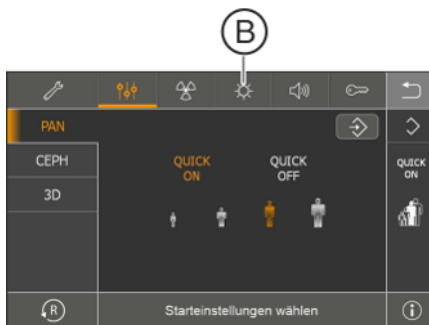 B
PAN
CEPH
3D
QUICK
ON
QUICK
OFF
QUICK
ON
R
Starteinstellungen wählen
i